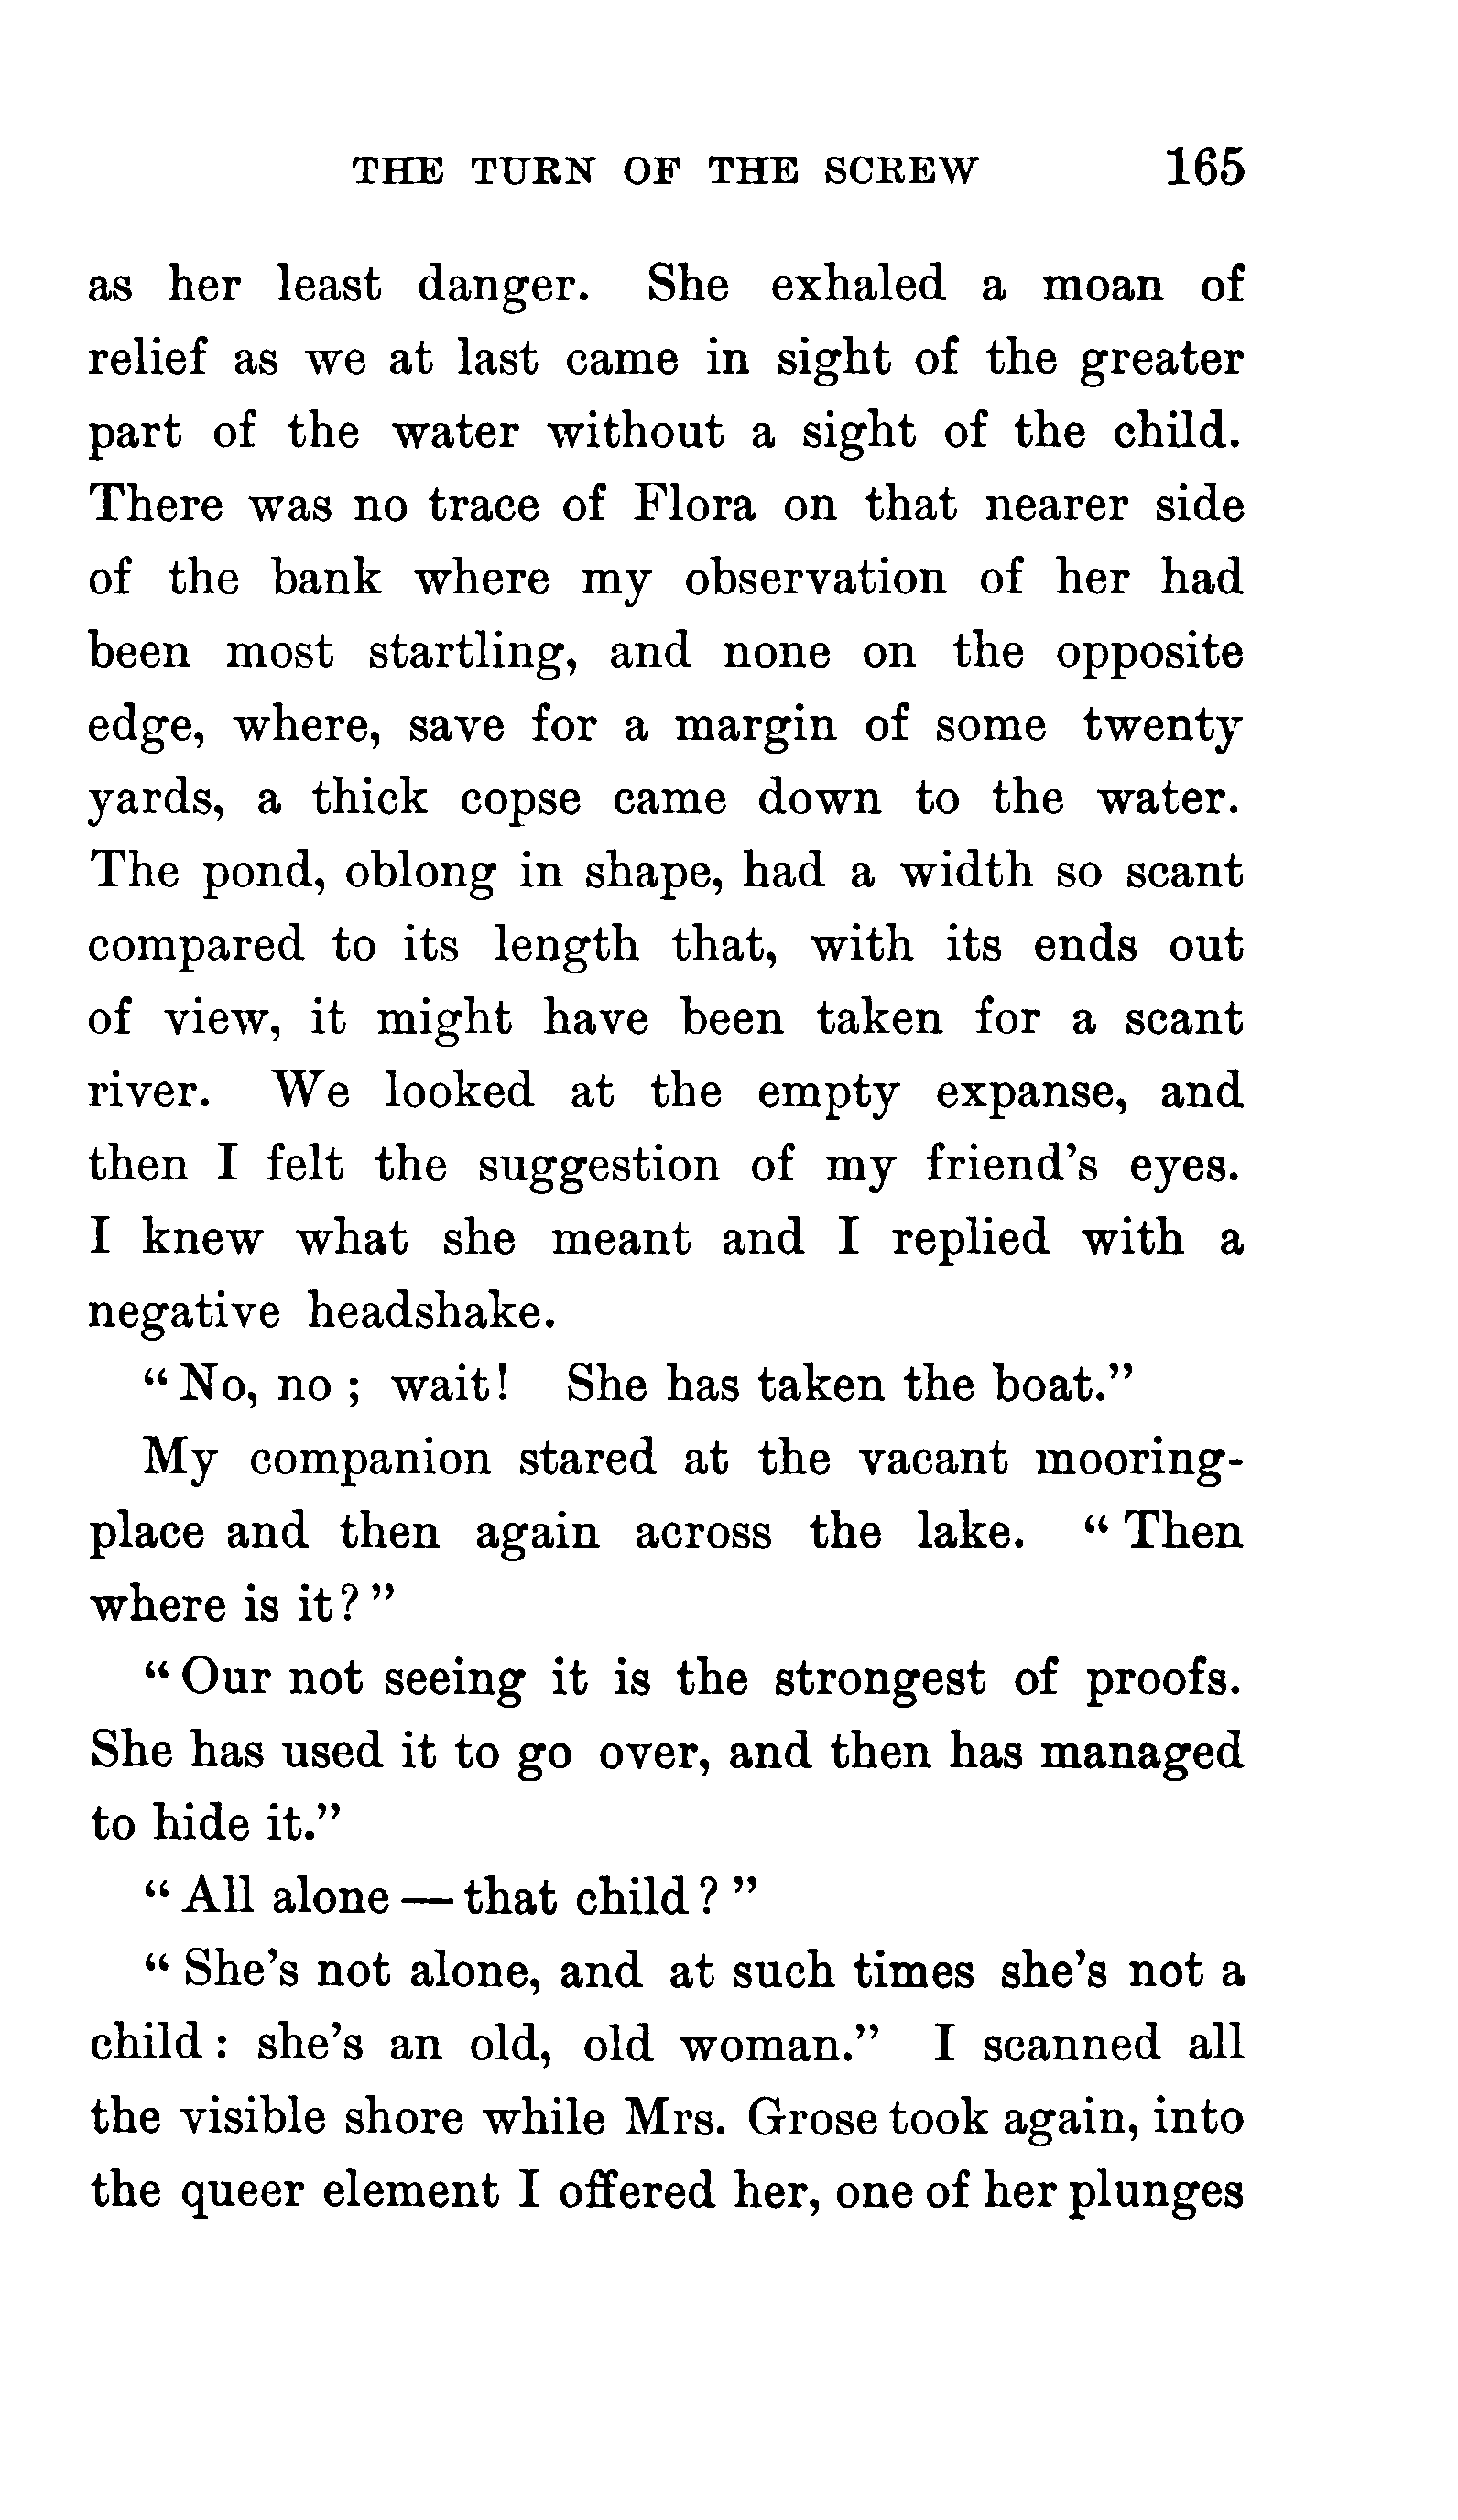 THE TURN OF THE SCREW 165
as her least danger. She exhaled a moan of
relief as we at last came in sight of the greater
part of the water without a sight of the child.
There was no trace of Flora on that nearer side
of the bank where my observation of her had
been most startling, and none on the opposite
edge, where, save for a margin of some twenty
yards, a thick copse came down to the water.
The pond, oblong in shape, had a width so scant
compared to its length that, with its ends out
of view, it might have been taken for a scant
river. We looked at the empty expanse, and
then I felt the suggestion of my friend's eyes.
I knew what she meant and I replied with a
negative headshake.
“ No, no ; wait! She has taken the boat.”
My companion stared at the vacant mooring-
place and then again across the lake. “ Then
where is it? ”
“ Our not seeing it is the strongest of proofs.
She has used it to go over, and then has managed
to hide it.”
“ All alone — that child ? ”
“ She's not alone, and at such times she's not a
child : she's an old, old woman.” I scanned all
the visible shore while Mrs. Grose took again, into
the queer element I offered her, one of her plunges